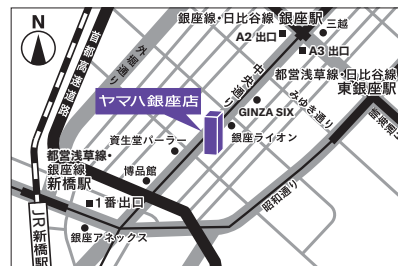 N
銀座線・日比谷線 銀座駅
三越
A2 出口
A3 出口
首都高速道路
外堀通り
中央通り
都営浅草線・日比谷線
東銀座駅
ヤマハ銀座店
みゆき通り
GINZA SIX
銀座ライオン
資生堂パーラー
都営浅草線・
銀座線
新橋駅
博品館
1番出口
昭和通り
銀座アネックス
JR新橋駅